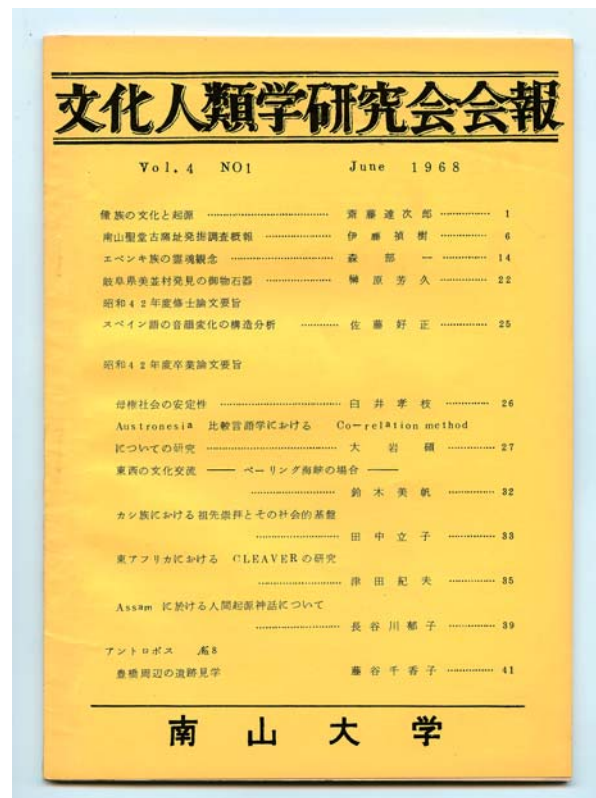 文化人類学研究会会報
Vol. 4 NO1 June 1968
族の文化と起源 ……………… 斎藤達次郎 ……… 1
南山聖堂古窯址発掘調査概報 ……… 伊藤禎樹 ……… 6
エベンキ族の霊魂観念 ……………… 森部一 ……… 14
岐阜県美並村発見の御物石器 ……… 榊原芳久 ……… 22
昭和42年度修士論文要旨
スペイン語の音韻変化の構造分析 ……… 佐藤好正 ……… 25
昭和42年度卒業論文要旨
母権社会の安定性 ……………… 臼井孝枝 ……… 26
Austronesia 比較言語学における Co-relation method
についての研究 ……………… 大岩碩 ……… 27
東西の文化交流 ―― ベーリング海峡の場合 ――
……………… 鈴木美帆 ……… 32
カシ族における祖先崇拝とその社会的基盤
……………… 田中立子 ……… 33
東アフリカにおける CLEAVERの研究
……………… 津田紀夫 ……… 35
Assam に於ける人間起源神話について
……………… 長谷川郁子 ……… 39
アントロポス №8
豊橋周辺の遺跡見学 藤谷千香子 ……… 41
南山大学